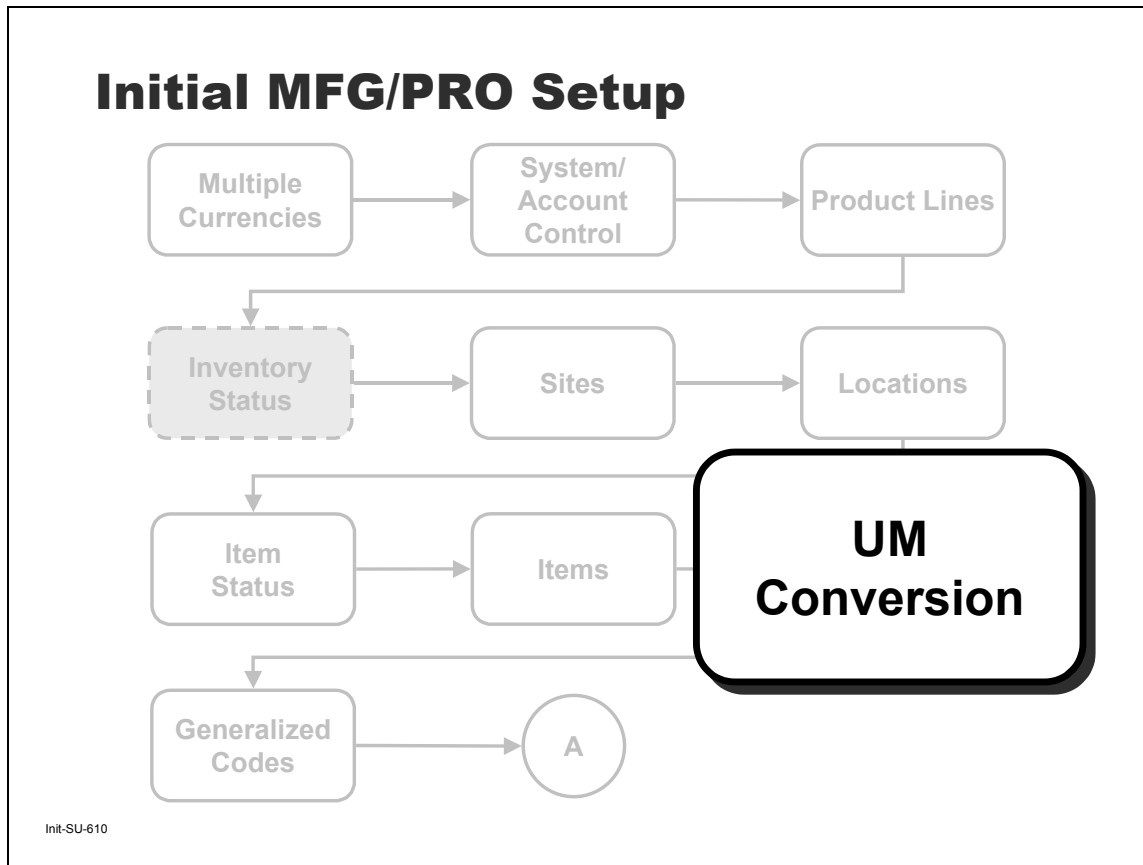 Initial MFG/PRO Setup
Multiple
Currencies
System/
Account
Control
Product Lines
Inventory
Status
Sites
Locations
Item
Status
Items
UM
Conversion
Generalized
Codes
A
Init-SU-610